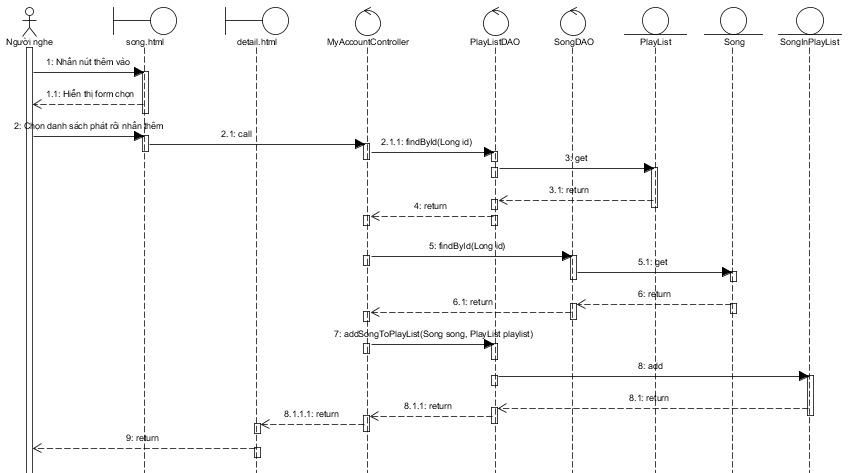 Người nghe
song.html
detail.html
MyAccountController
PlayListDAO
SongDAO
PlayList
Song
SongInPlayList
1: Nhấn nút thêm vào
1.1: Hiển thị form chọn
2: Chọn danh sách phát rồi nhấn thêm
2.1: call
2.1.1: findById(Long id)
3: get
3.1: return
4: return
5: findById(Long id)
5.1: get
6: return
6.1: return
7: addSongToPlayList(Song song, PlayList playlist)
8: add
8.1: return
8.1.1: return
8.1.1.1: return
9: return